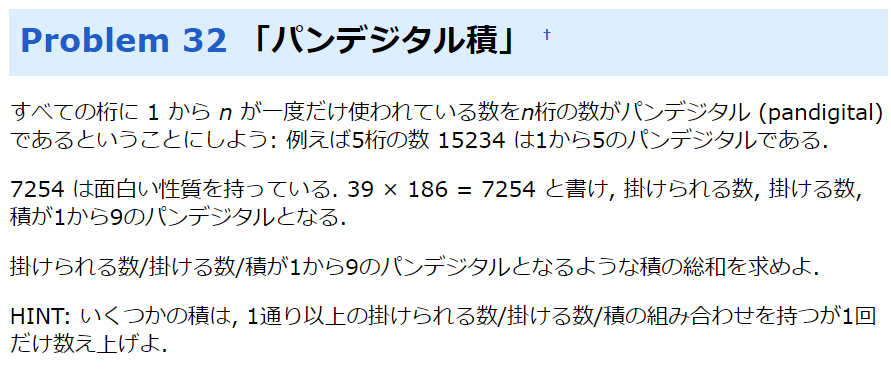 Problem 32 「パンデジタル積」 †
すべての桁に 1 から n が一度だけ使われている数をn桁の数がパンデジタル (pandigital)
であるということにしよう: 例えば5桁の数 15234 は1から5のパンデジタルである.
7254 は面白い性質を持っている. 39 × 186 = 7254 と書け, 掛けられる数, 掛ける数,
積が1から9のパンデジタルとなる.
掛けられる数/掛ける数/積が1から9のパンデジタルとなるような積の総和を求めよ.
HINT: いくつかの積は, 1通り以上の掛けられる数/掛ける数/積の組み合わせを持つが1回
だけ数え上げよ.